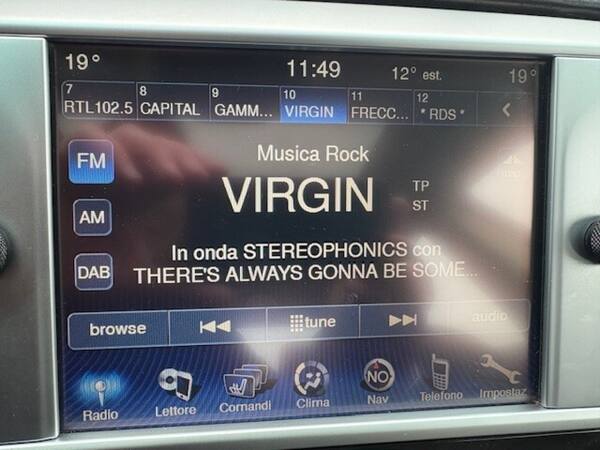 19° 11:49 12° est. 19°
7 8 9 10 11 12
RTL102.5 CAPITAL GAMM... VIRGIN FRECC... * RDS * <
FM Musica Rock
VIRGIN TP
AM ST
In onda STEREOPHONICS con
DAB THERE'S ALWAYS GONNA BE SOME...
browse tune audio
NO
Radio Lettore Comandi Clima Nav Telefono Impostaz